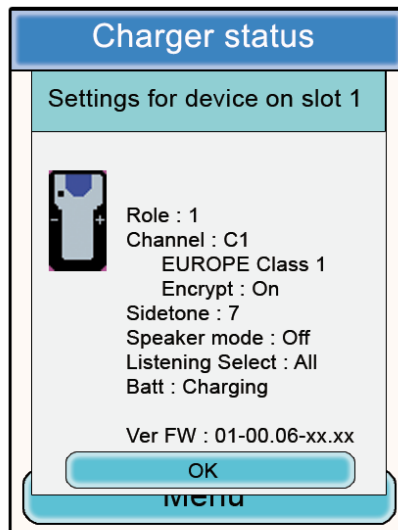 Charger status
Settings for device on slot 1
- +
Role : 1
Channel : C1
EUROPE Class 1
Encrypt : On
Sidetone : 7
Speaker mode : Off
Listening Select : All
Batt : Charging
Ver FW : 01-00.06-xx.xx
OK
Menu